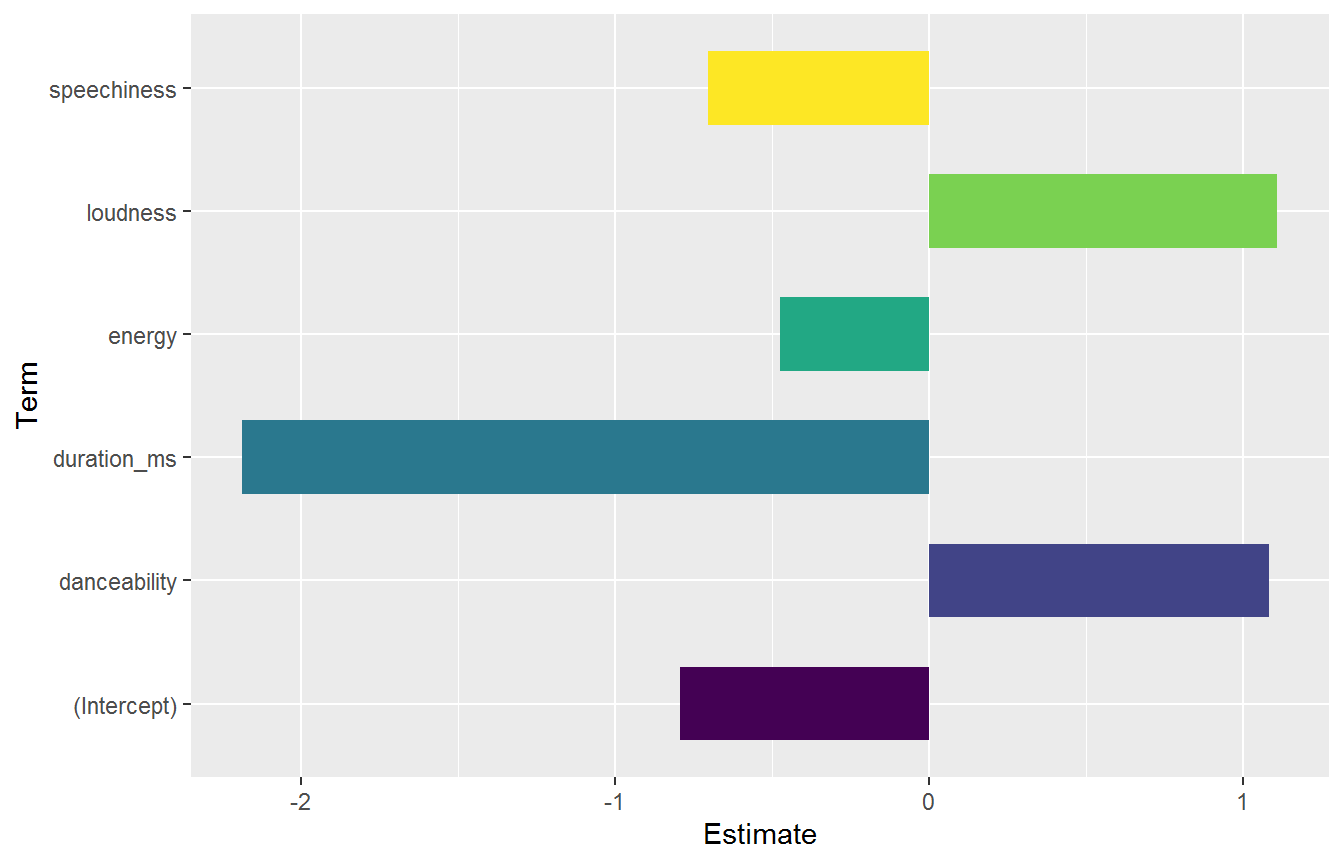 speechiness
loudness
energy
duration_ms
danceability
(Intercept)
Term
-2 -1 0 1
Estimate